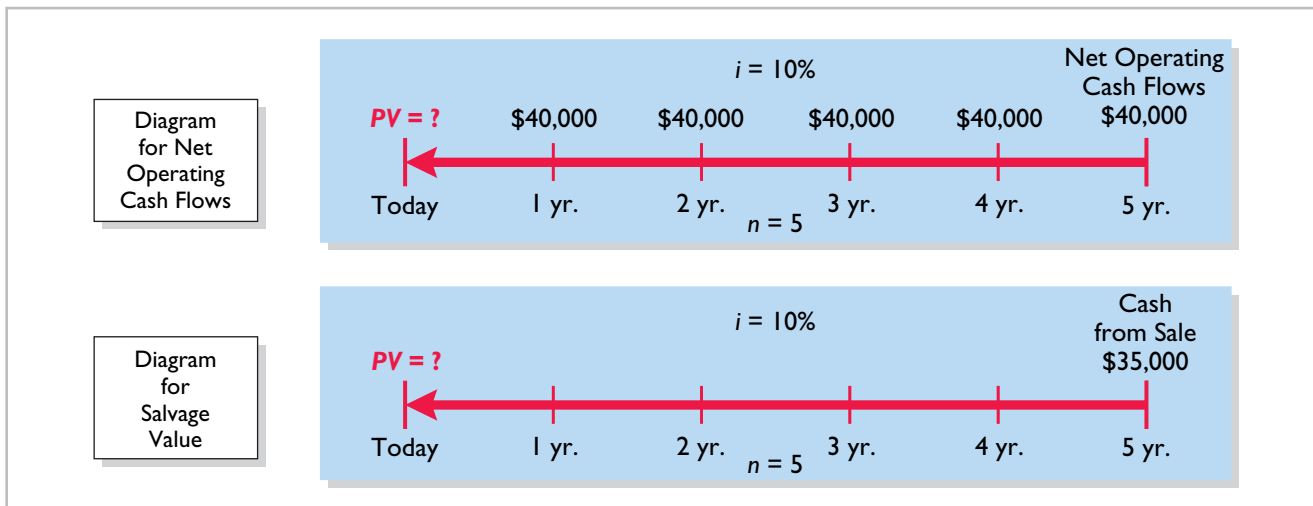 Diagram
for Net
Operating
Cash Flows
i = 10%
Net Operating
Cash Flows
PV = ? $40,000 $40,000 $40,000 $40,000 $40,000
Today 1 yr. 2 yr. 3 yr. 4 yr. 5 yr.
n = 5
Diagram
for
Salvage
Value
i = 10%
Cash
from Sale
PV = ? $35,000
Today 1 yr. 2 yr. 3 yr. 4 yr. 5 yr.
n = 5